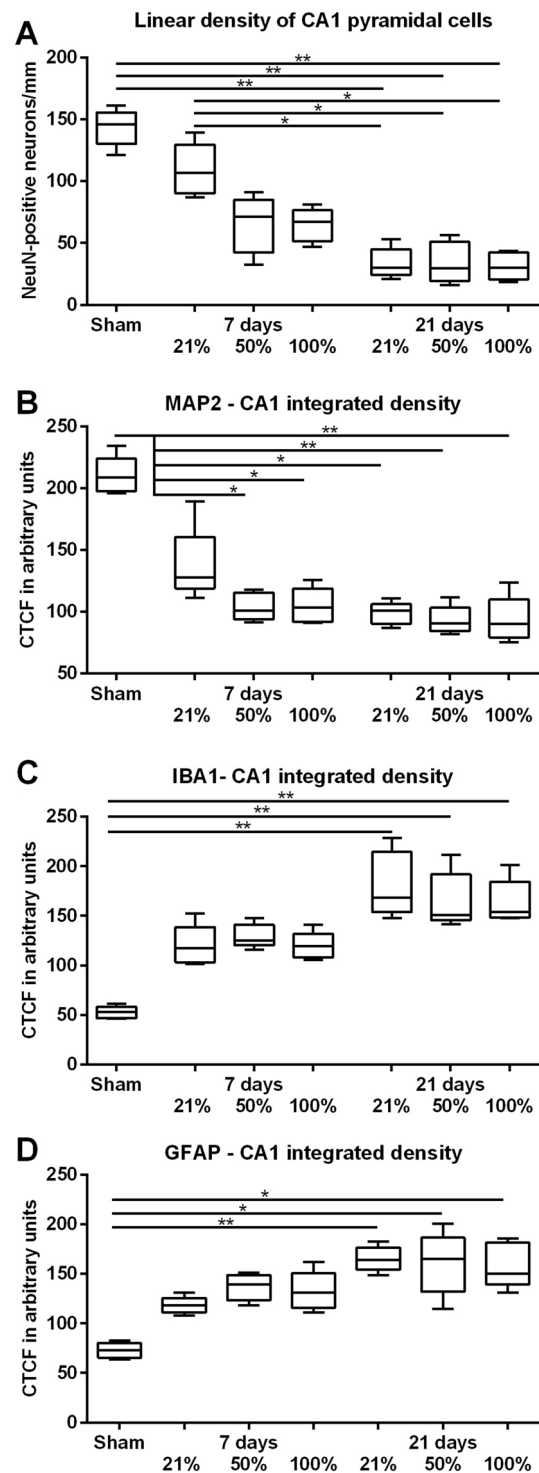 A
Linear density of CA1 pyramidal cells
NeuN-positive neurons/mm
200
150
100
50
0
**
**
**
*
*
*
Sham
7 days
21 days
21% 50% 100% 21% 50% 100%
B
MAP2 - CA1 integrated density
CTCF in arbitrary units
250
200
150
100
50
**
**
*
*
*
Sham
7 days
21 days
21% 50% 100% 21% 50% 100%
C
IBA1- CA1 integrated density
CTCF in arbitrary units
250
200
150
100
50
0
**
**
**
Sham
7 days
21 days
21% 50% 100% 21% 50% 100%
D
GFAP - CA1 integrated density
CTCF in arbitrary units
250
200
150
100
50
0
*
*
**
Sham
7 days
21 days
21% 50% 100% 21% 50% 100%